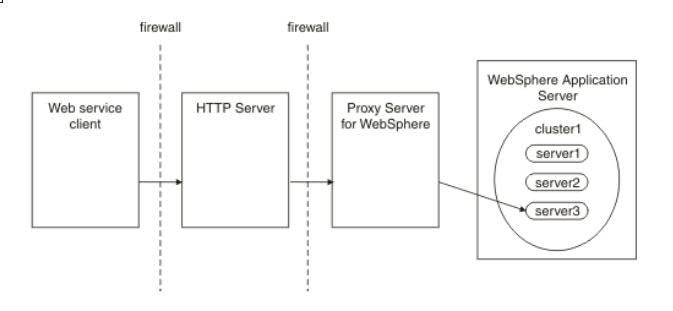 firewall
firewall
Web service
client
HTTP Server
Proxy Server
for WebSphere
WebSphere Application
Server
cluster1
server1
server2
server3